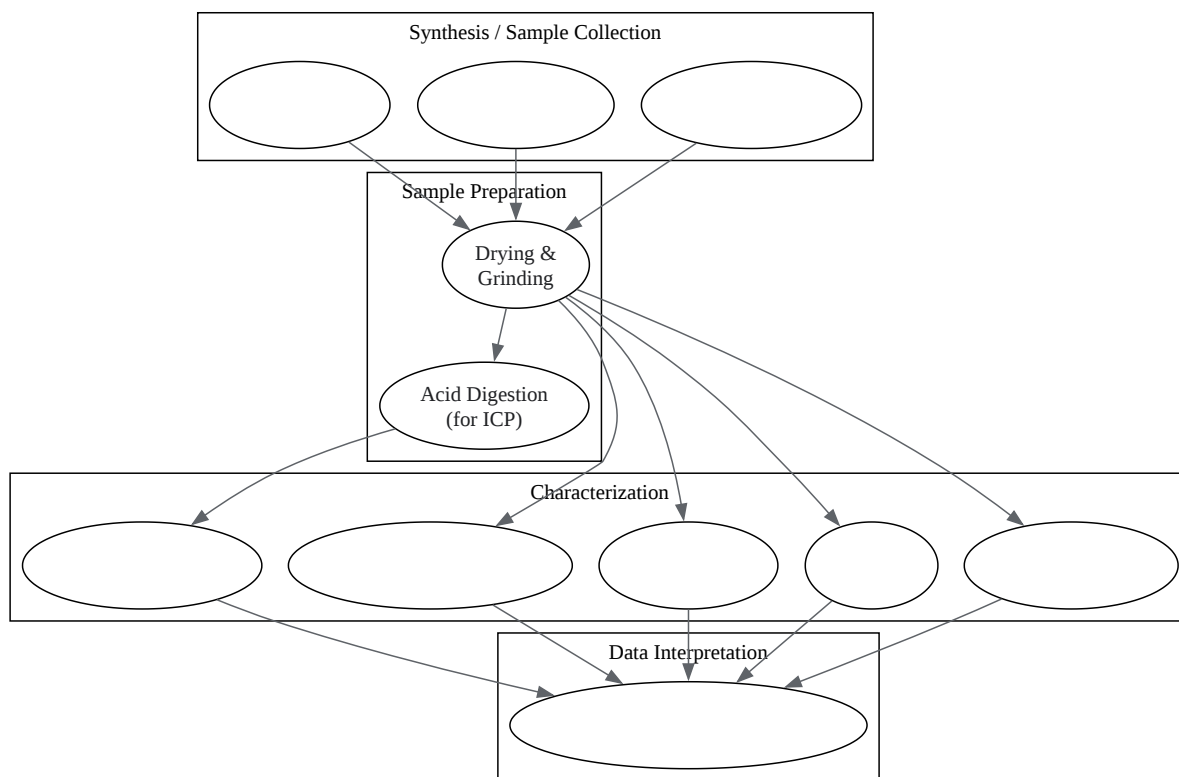 Synthesis / Sample Collection
Sample Preparation
Drying &
Grinding
Acid Digestion
(for ICP)
Characterization
Data Interpretation